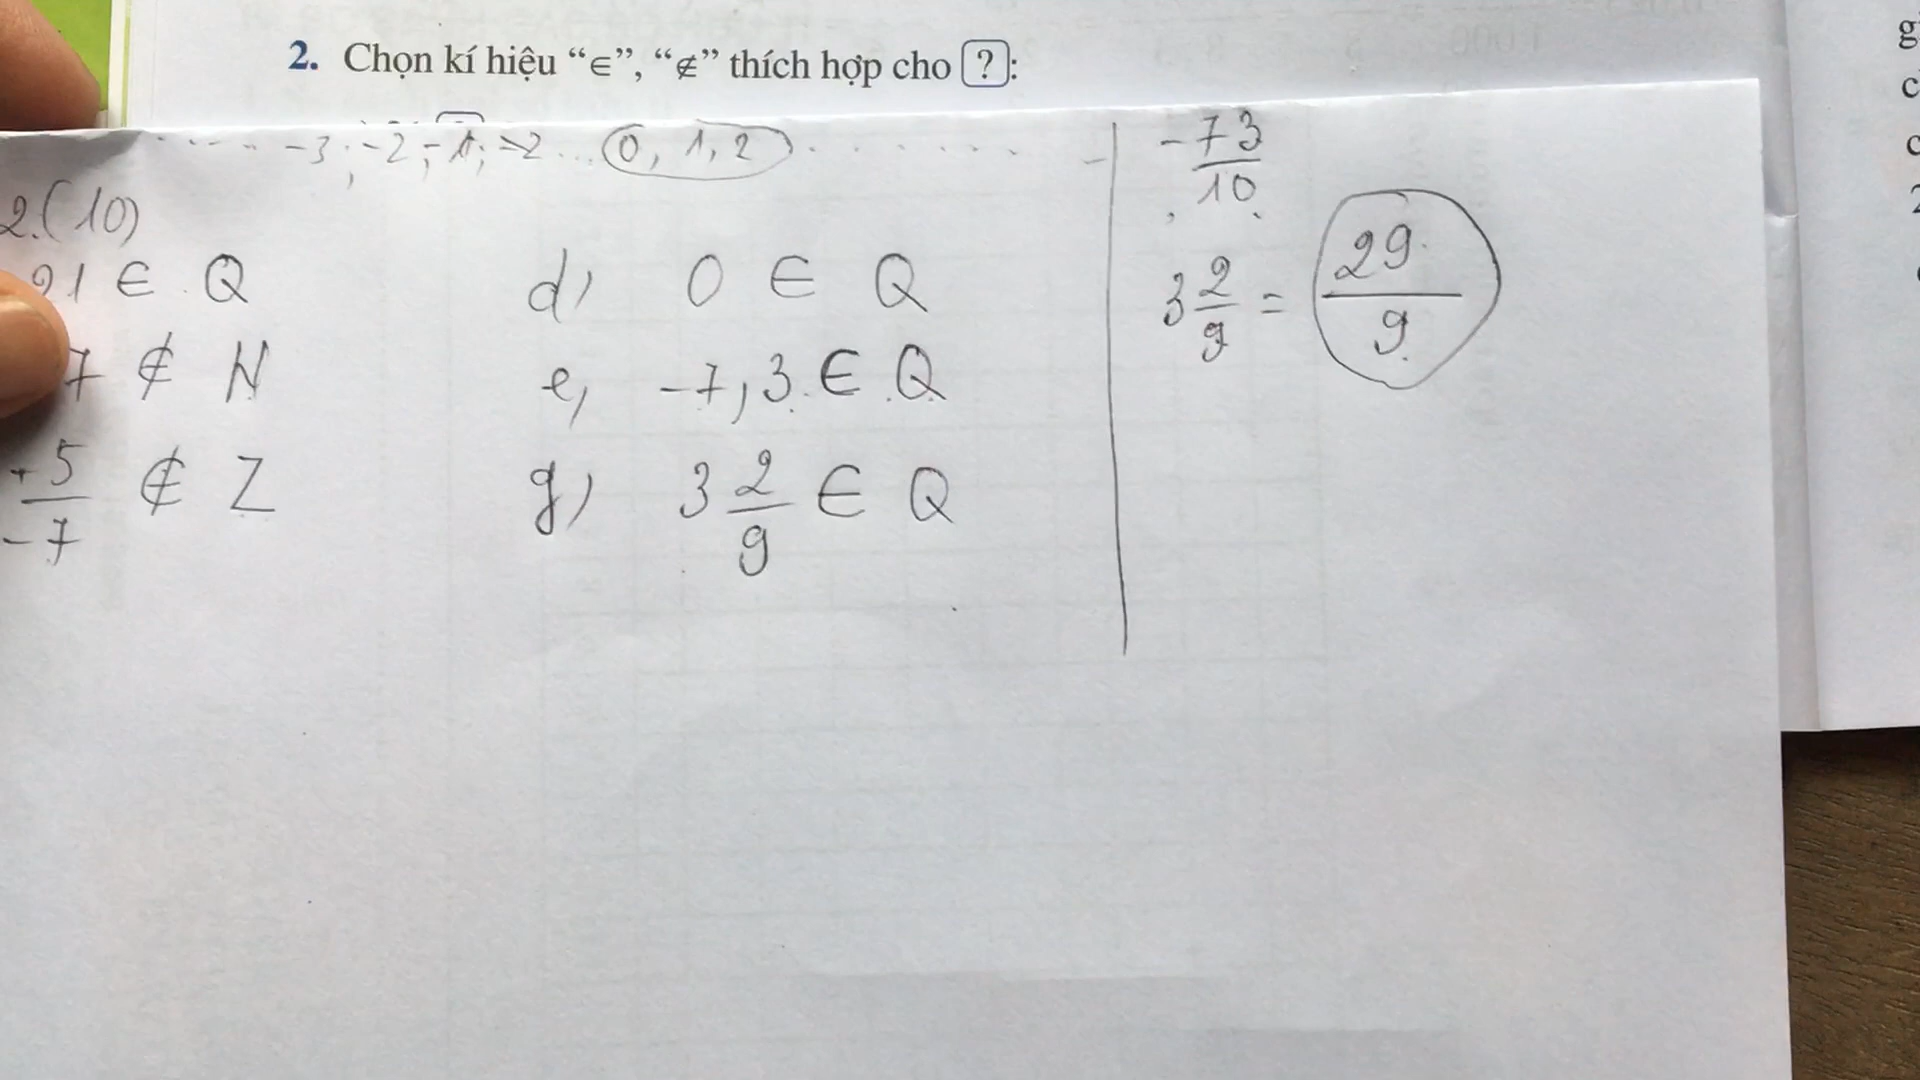 2. Chọn kí hiệu “∈”, “∉” thích hợp cho ?:
-3; -2; -1; -2 ... 0, 1, 2
2. (10)
21 ∈ Q
7 ∉ N
+5/-7 ∉ Z
d) 0 ∈ Q
e, -7,3 ∈ Q
g) 3 2/9 ∈ Q
-73/10
3 2/9 = 29/9